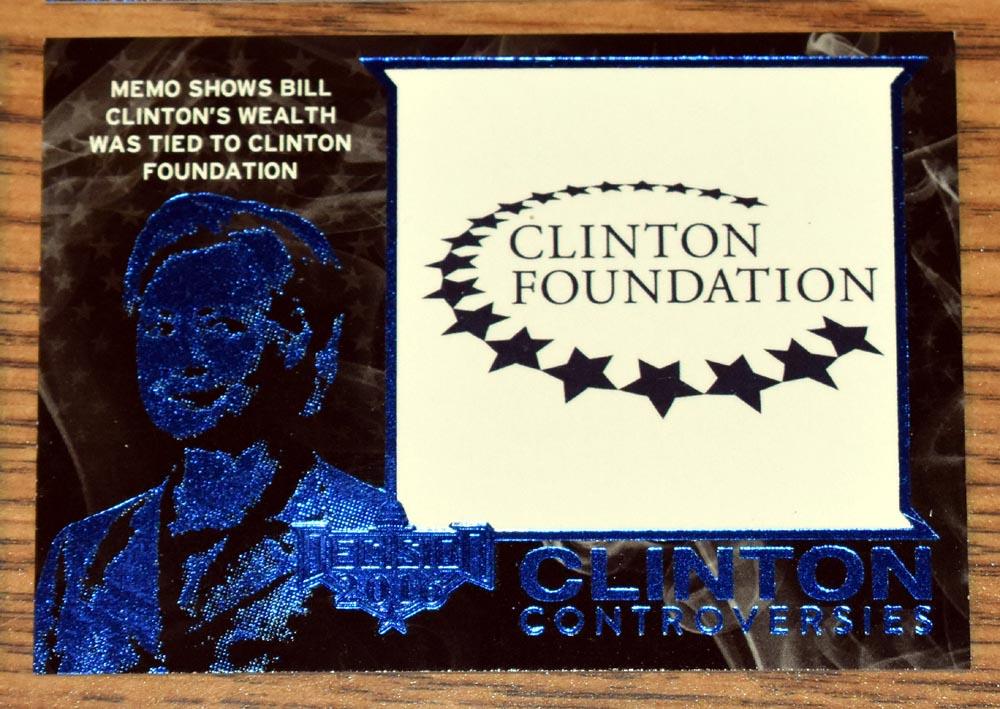 MEMO SHOWS BILL
CLINTON'S WEALTH
WAS TIED TO CLINTON
FOUNDATION
CLINTON
FOUNDATION
CLINTON
CONTROVERSIES